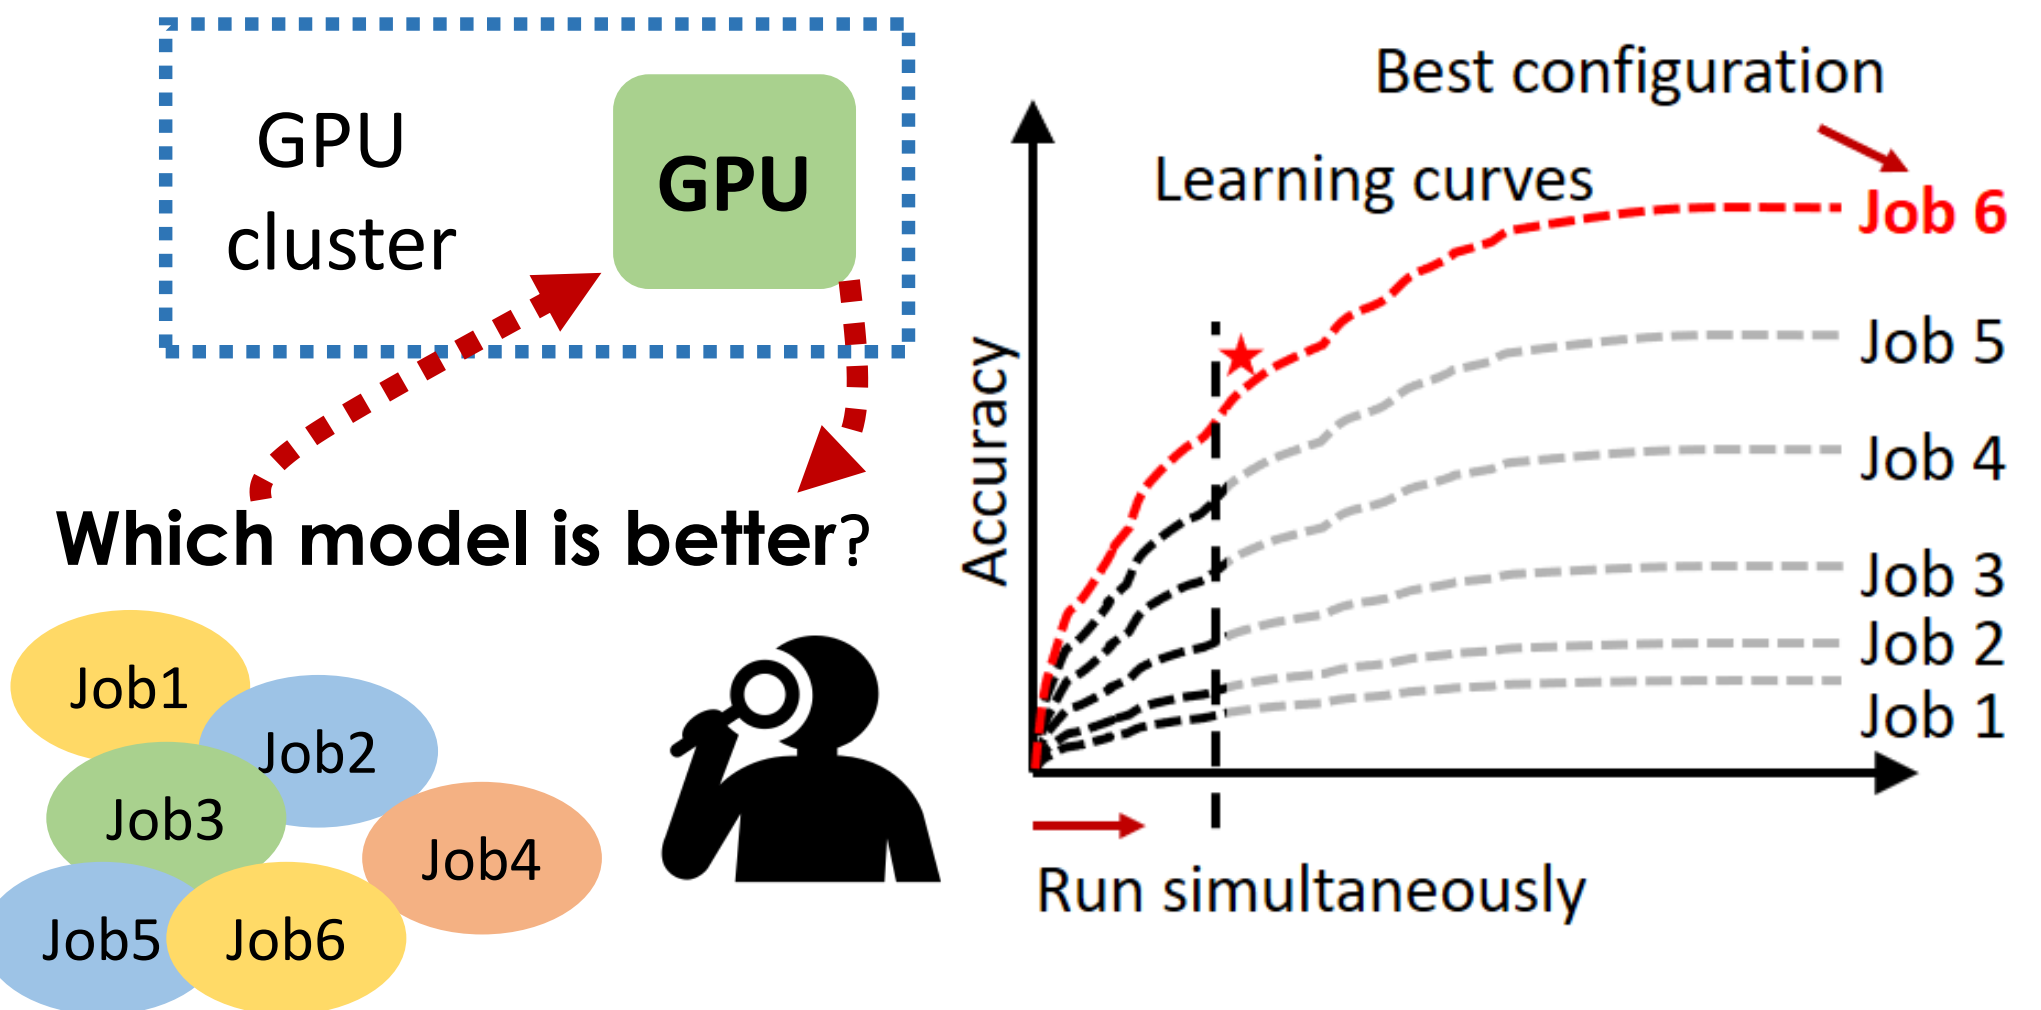 GPU
cluster
GPU
Which model is better?
Job1
Job2
Job3
Job4
Job5
Job6
Best configuration
Learning curves
Job 6
Job 5
Job 4
Job 3
Job 2
Job 1
Accuracy
Run simultaneously